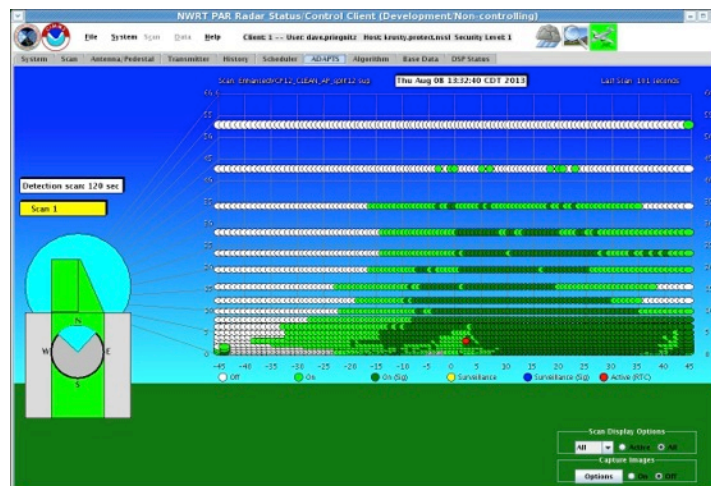 NWRT PAR Radar Status/Control Client (Development/Non-controlling)
File System Scan Data Help Client: 1 -- User: dave.priegnitz Host: krusty.protect.nssl Security Level: 1
System Scan Antenna/Pedestal Transmitter History Scheduler ADAPTS Algorithm Base Data DSP Status
Thu Aug 08 13:32:40 CDT 2013
Last Scan: 101 seconds
Detection scan: 120 sec
Scan 1
N
W E
S
-45 -40 -35 -30 -25 -20 -15 -10 -5 0 5 10 15 20 25 30 35 40 45
Off On On (Sig) Surveillance Surveillance (Sig) Active (RTC)
Scan Display Options
All Active All
Capture Images
Options On Off